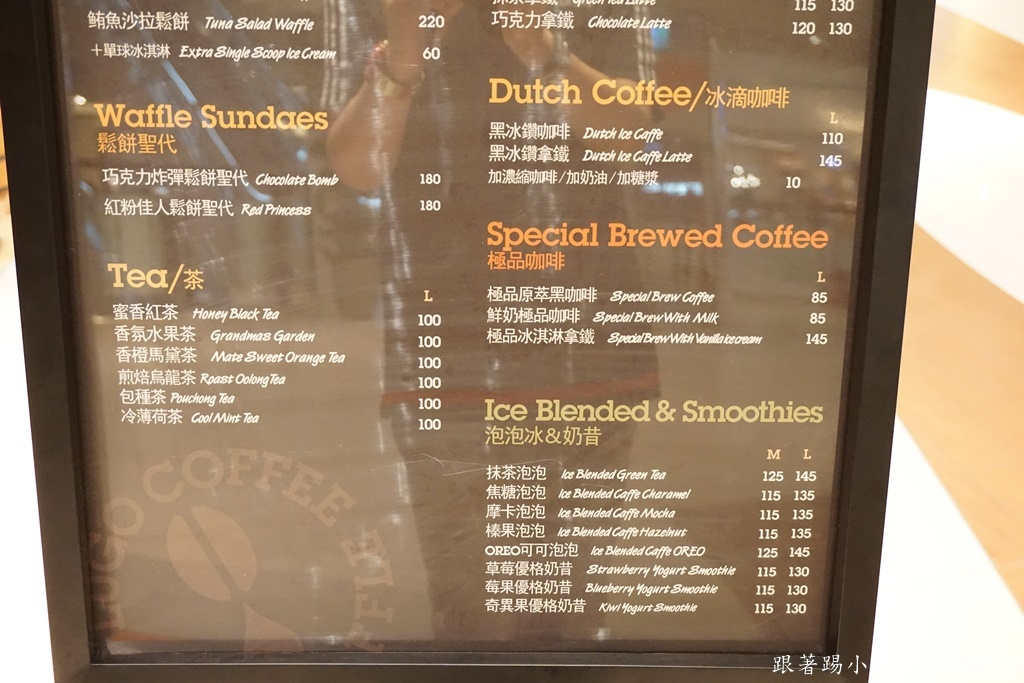 鮪魚沙拉鬆餅 Tuna Salad Waffle 220
＋單球冰淇淋 Extra Single Scoop Ice Cream 60
Waffle Sundaes
鬆餅聖代
巧克力炸彈鬆餅聖代 Chocolate Bomb 180
紅粉佳人鬆餅聖代 Red Princess 180
Tea/茶
L
蜜香紅茶 Honey Black Tea 100
香氛水果茶 Grandmas Garden 100
香橙馬黛茶 Mate Sweet Orange Tea 100
煎焙烏龍茶 Roast Oolong Tea 100
包種茶 Pouchong Tea 100
冷薄荷茶 Cool Mint Tea 100
COFFEE
115 130
巧克力拿鐵 Chocolate Latte 120 130
Dutch Coffee/冰滴咖啡
L
黑冰鑽咖啡 Dutch Ice Caffe 110
黑冰鑽拿鐵 Dutch Ice Caffe Latte 145
加濃縮咖啡/加奶油/加糖漿 10
Special Brewed Coffee
極品咖啡
L
極品原萃黑咖啡 Special Brew Coffee 85
鮮奶極品咖啡 Special Brew With Milk 85
極品冰淇淋拿鐵 Special Brew With Vanilla icecream 145
Ice Blended & Smoothies
泡泡冰&奶昔
M L
抹茶泡泡 Ice Blended Green Tea 125 145
焦糖泡泡 Ice Blended Caffe Charamel 115 135
摩卡泡泡 Ice Blended Caffe Mocha 115 135
榛果泡泡 Ice Blended Caffe Hazelnut 115 135
OREO可可泡泡 Ice Blended Caffe OREO 125 145
草莓優格奶昔 Strawberry Yogurt Smoothie 115 130
莓果優格奶昔 Blueberry Yogurt Smoothie 115 130
奇異果優格奶昔 Kiwi Yogurt Smoothie 115 130
跟著踢小